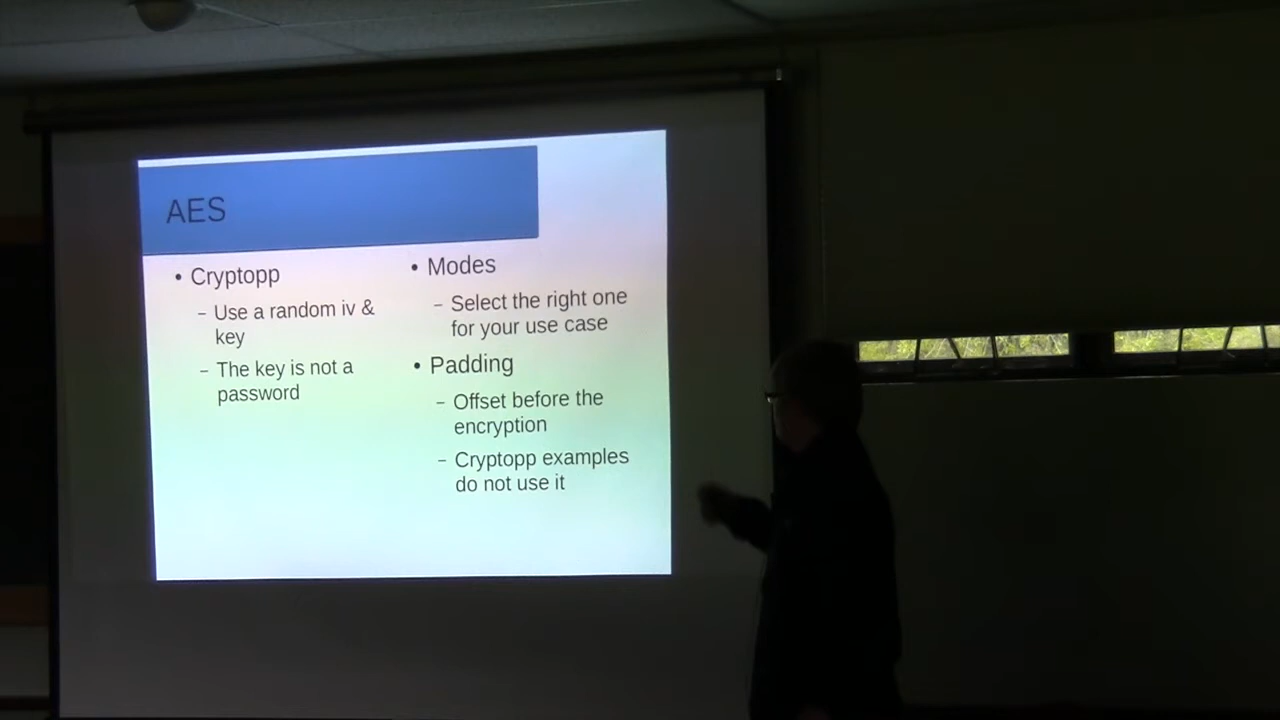 AES
• Cryptopp
– Use a random iv &
key
– The key is not a
password
• Modes
– Select the right one
for your use case
• Padding
– Offset before the
encryption
– Cryptopp examples
do not use it